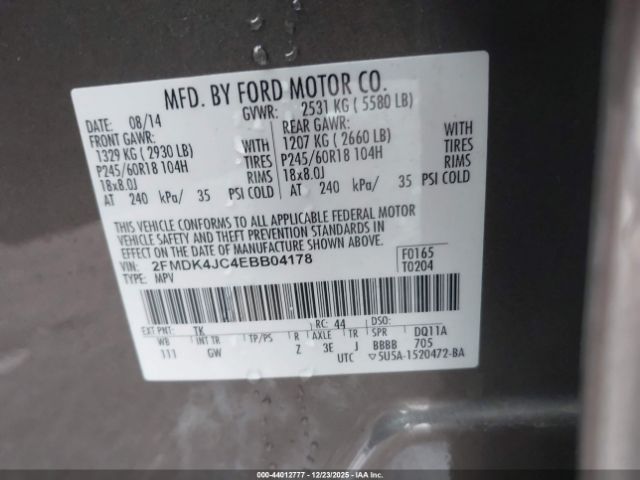 MFD. BY FORD MOTOR CO.
DATE: 08/14 GVWR: 2531 KG ( 5580 LB)
FRONT GAWR: REAR GAWR:
1329 KG ( 2930 LB) WITH 1207 KG ( 2660 LB) WITH
P245/60R18 104H TIRES P245/60R18 104H TIRES
18x8.0J RIMS 18x8.0J RIMS
AT 240 kPa/ 35 PSI COLD AT 240 kPa/ 35 PSI COLD
THIS VEHICLE CONFORMS TO ALL APPLICABLE FEDERAL MOTOR
VEHICLE SAFETY AND THEFT PREVENTION STANDARDS IN
EFFECT ON THE DATE OF MANUFACTURE SHOWN ABOVE.
VIN: 2FMDK4JC4EBB04178 F0165
TYPE: MPV T0204
EXT PNT: TK RC: 44 DSO:
WB INT TR TP/PS R AXLE TR SPR DQ11A
111 GW Z 3E J BBBB 705
UTC ▽5U5A-1520472-BA
000-44012777 - 12/23/2025 - Copyright IAA, Inc. All Rights Reserved.